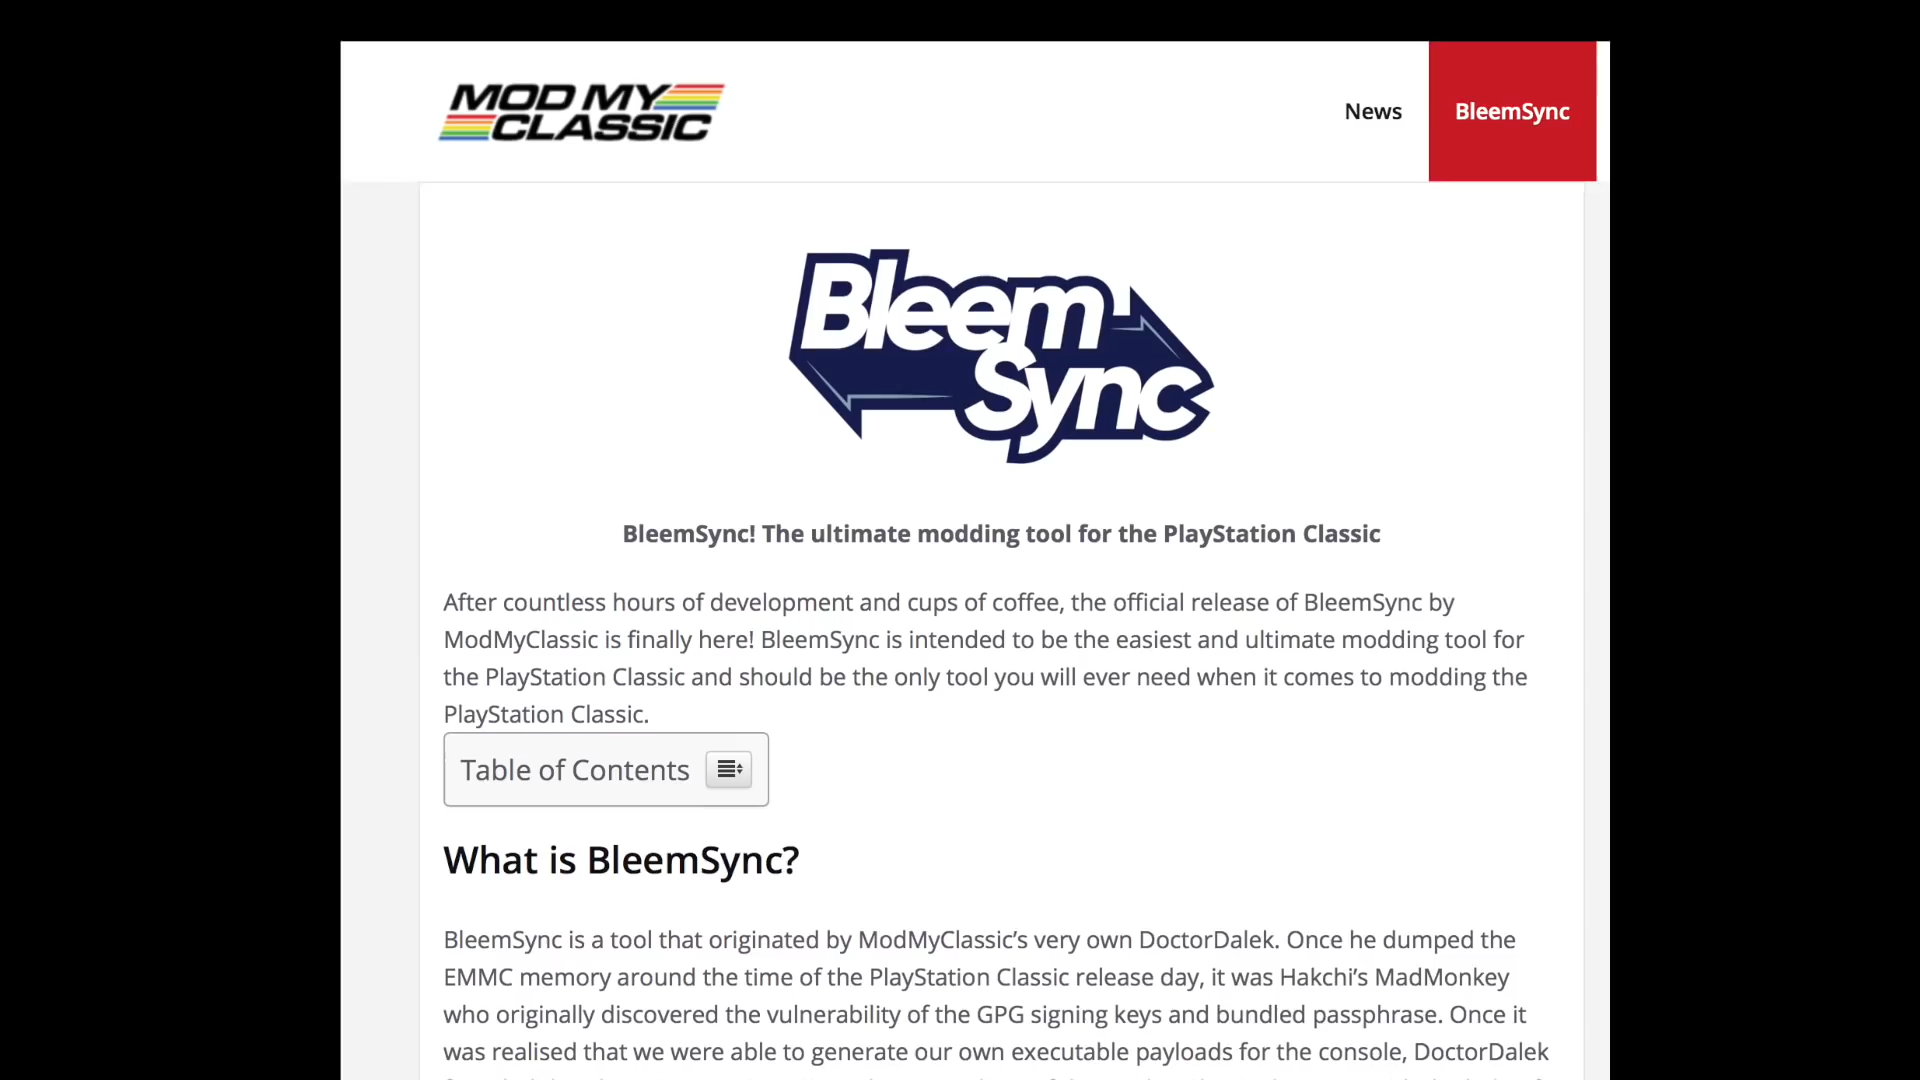 MOD MY
CLASSIC
News
BleemSync
Bleem
Sync
BleemSync! The ultimate modding tool for the PlayStation Classic
After countless hours of development and cups of coffee, the official release of BleemSync by
ModMyClassic is finally here! BleemSync is intended to be the easiest and ultimate modding tool for
the PlayStation Classic and should be the only tool you will ever need when it comes to modding the
PlayStation Classic.
Table of Contents
What is BleemSync?
BleemSync is a tool that originated by ModMyClassic’s very own DoctorDalek. Once he dumped the
EMMC memory around the time of the PlayStation Classic release day, it was Hakchi’s MadMonkey
who originally discovered the vulnerability of the GPG signing keys and bundled passphrase. Once it
was realised that we were able to generate our own executable payloads for the console, DoctorDalek